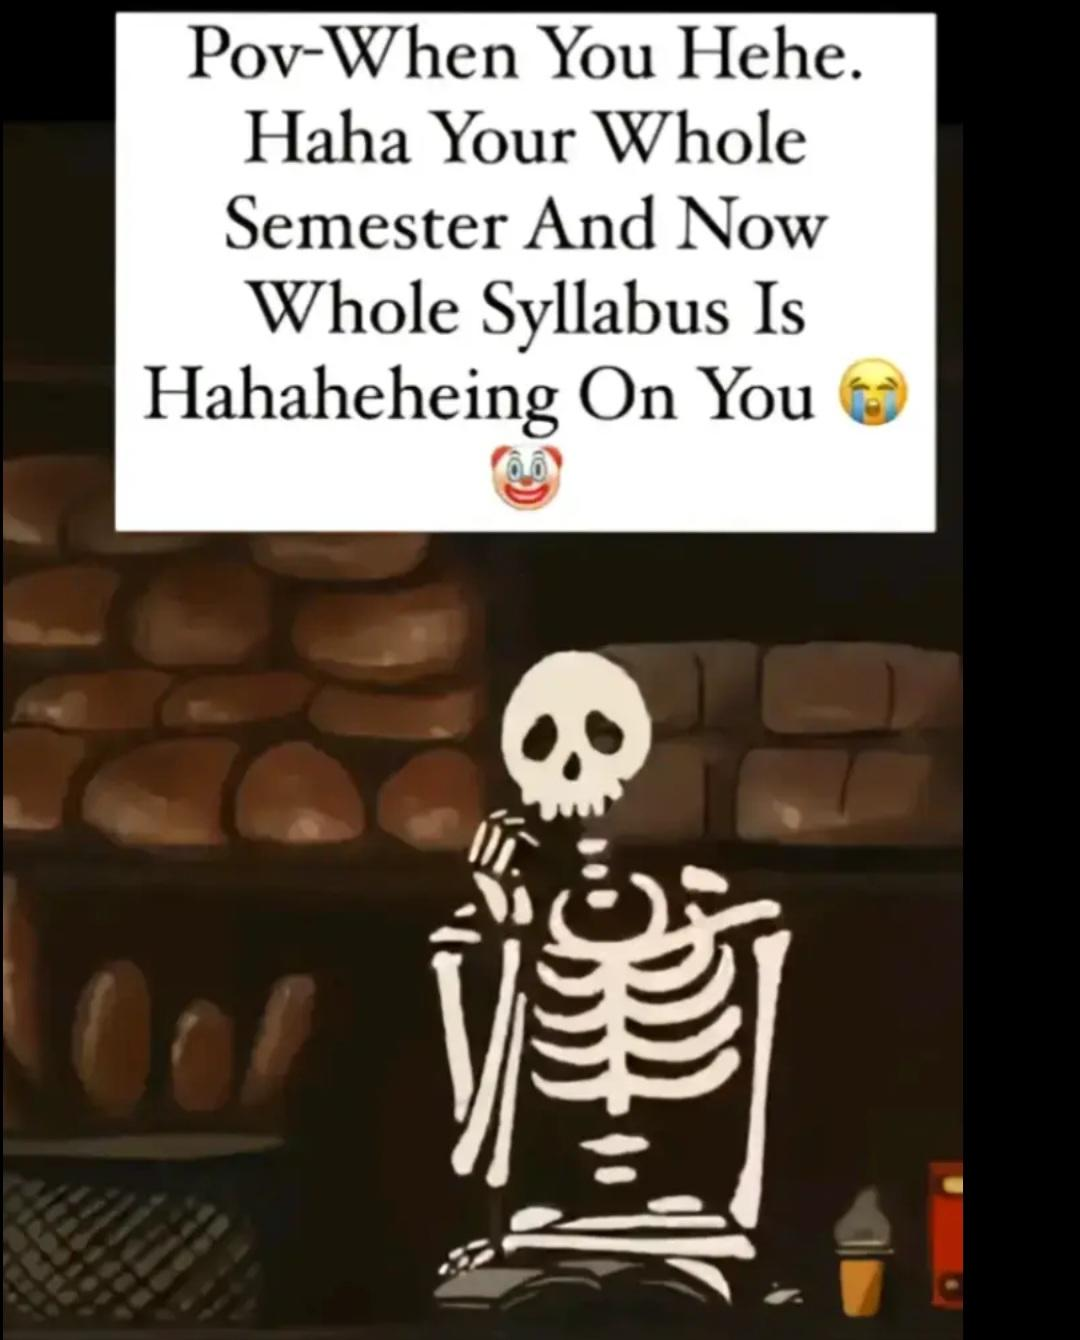 Pov-When You Hehe.
Haha Your Whole
Semester And Now
Whole Syllabus Is
Hahaheheing On You 😭
🤡